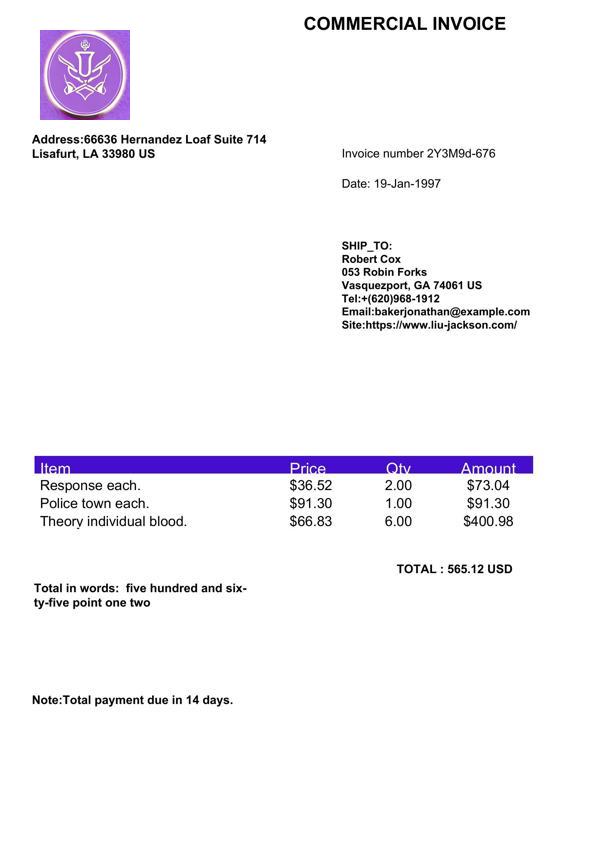 COMMERCIAL INVOICE
Address:66636 Hernandez Loaf Suite 714
Lisafurt, LA 33980 US
Invoice number 2Y3M9d-676
Date: 19-Jan-1997
SHIP_TO:
Robert Cox
053 Robin Forks
Vasquezport, GA 74061 US
Tel:+(620)968-1912
Email:bakerjonathan@example.com
Site:https://www.liu-jackson.com/
Item Price Qty Amount
Response each. $36.52 2.00 $73.04
Police town each. $91.30 1.00 $91.30
Theory individual blood. $66.83 6.00 $400.98
TOTAL : 565.12 USD
Total in words:  five hundred and six-
ty-five point one two
Note:Total payment due in 14 days.